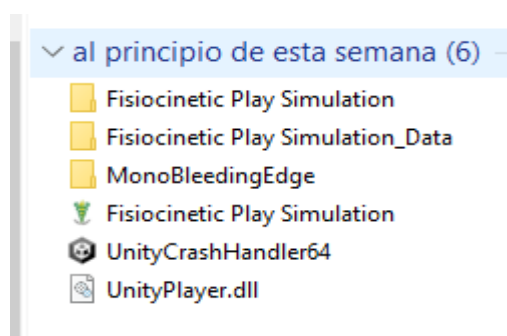 al principio de esta semana (6)
Fisiocinetic Play Simulation
Fisiocinetic Play Simulation_Data
MonoBleedingEdge
Fisiocinetic Play Simulation
UnityCrashHandler64
UnityPlayer.dll